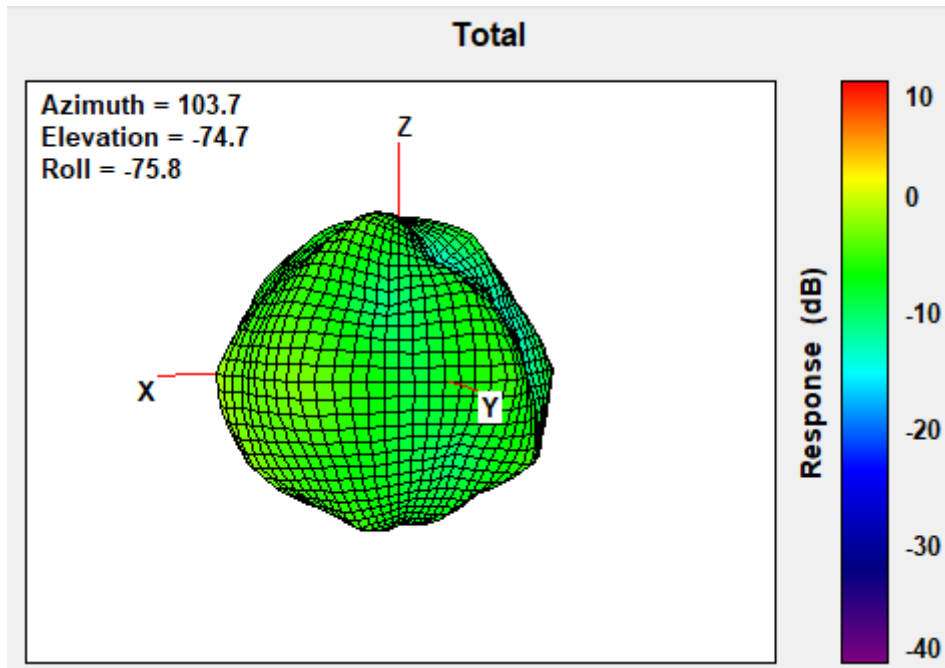 Total
Azimuth = 103.7
Elevation = -74.7
Roll = -75.8
Z
X
Y
10
0
-10
-20
-30
-40
Response (dB)